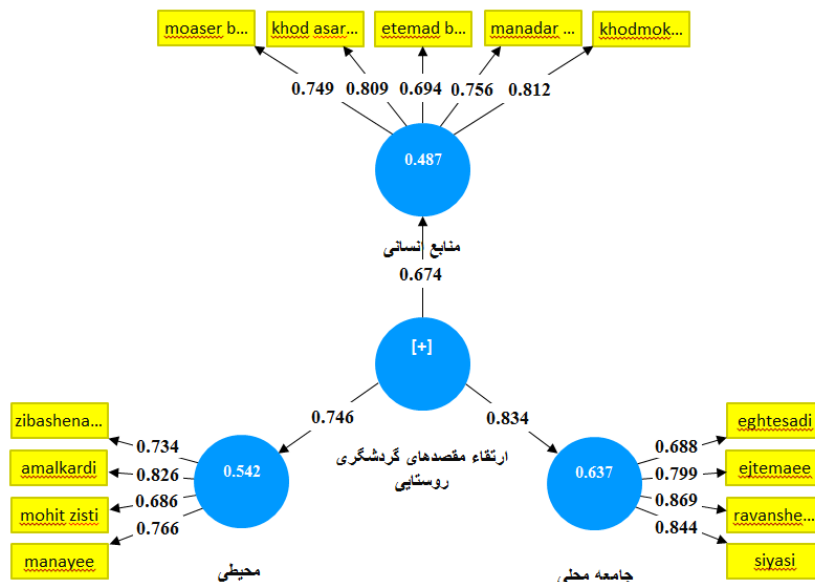 moaser b...
khod asar...
etemad b...
manadar ...
khodmok...
0.749
0.809
0.694
0.756
0.812
0.487
منابع انسانی
0.674
[+]
0.746
0.834
ارتقاء مقصدهای گردشگری
روستایی
zibashena...
amalkardi
mohit zisti
manayee
0.734
0.826
0.686
0.766
0.542
محیطی
0.637
0.688
0.799
0.869
0.844
eghtesadi
ejtemaee
ravanshe...
siyasi
جامعه محلی